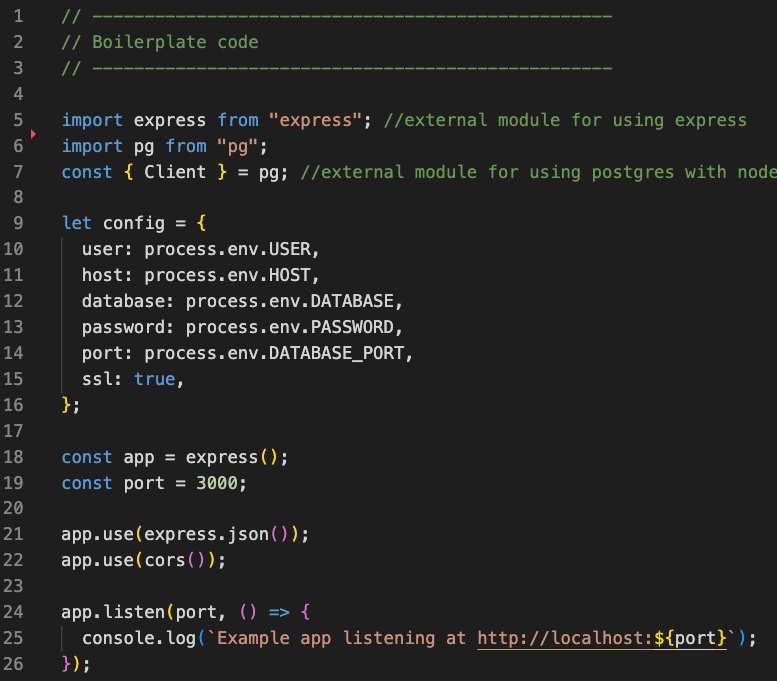 1 // --------------------------------------------------
2 // Boilerplate code
3 // --------------------------------------------------
4
5 import express from "express"; //external module for using express
6 import pg from "pg";
7 const { Client } = pg; //external module for using postgres with node
8
9 let config = {
10 user: process.env.USER,
11 host: process.env.HOST,
12 database: process.env.DATABASE,
13 password: process.env.PASSWORD,
14 port: process.env.DATABASE_PORT,
15 ssl: true,
16 };
17
18 const app = express();
19 const port = 3000;
20
21 app.use(express.json());
22 app.use(cors());
23
24 app.listen(port, () => {
25 console.log(`Example app listening at http://localhost:${port}`);
26 });